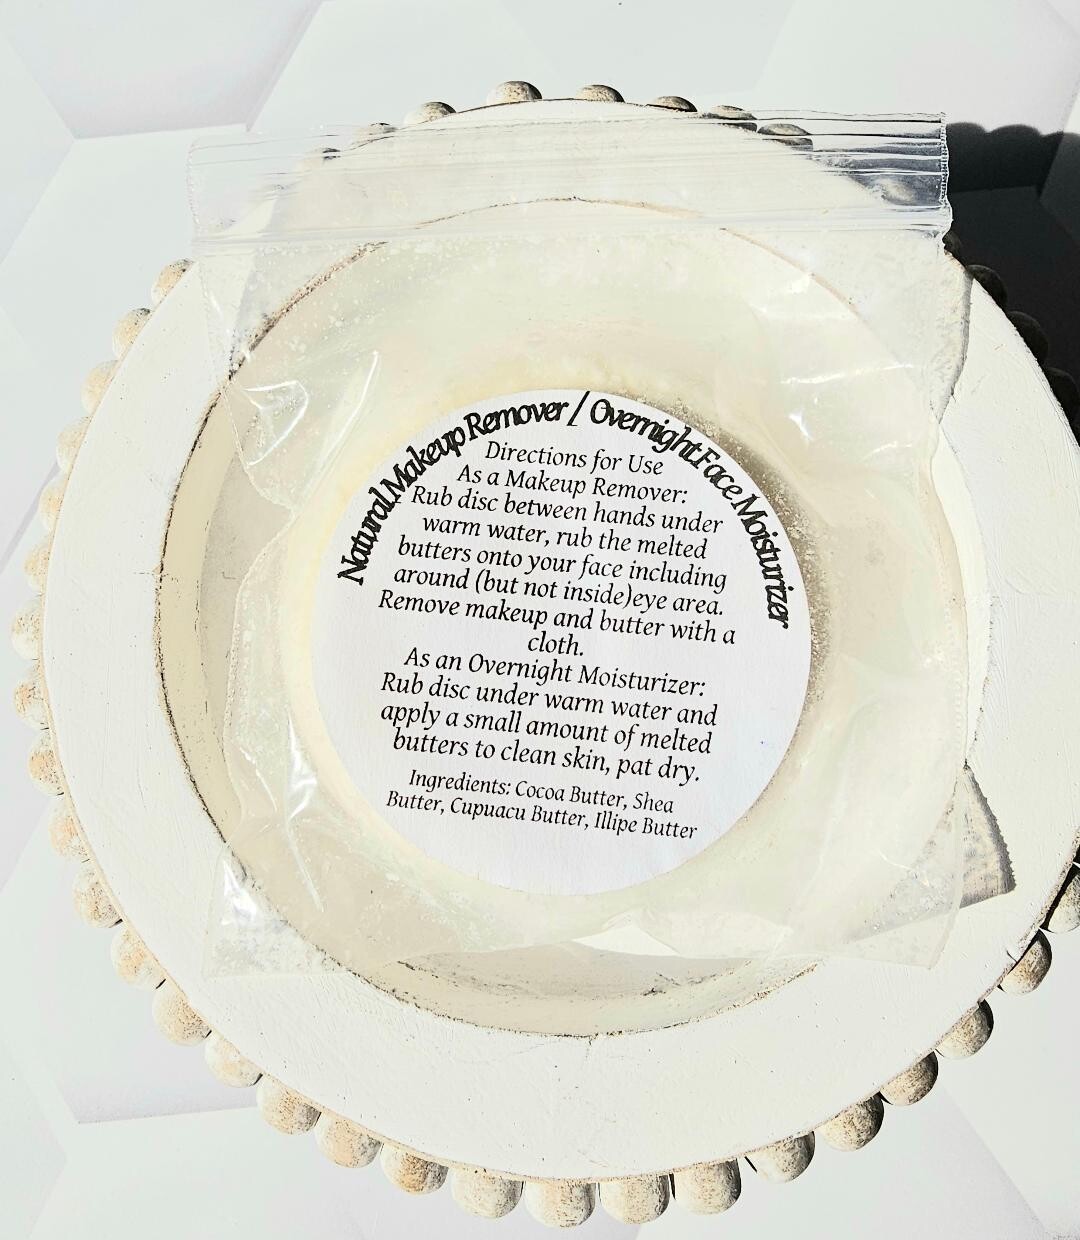 Natural Makeup Remover / Overnight Face Moisturizer
Directions for Use
As a Makeup Remover:
Rub disc between hands under
warm water, rub the melted
butters onto your face including
around (but not inside)eye area.
Remove makeup and butter with a
cloth.
As an Overnight Moisturizer:
Rub disc under warm water and
apply a small amount of melted
butters to clean skin, pat dry.
Ingredients: Cocoa Butter, Shea
Butter, Cupuacu Butter, Illipe Butter